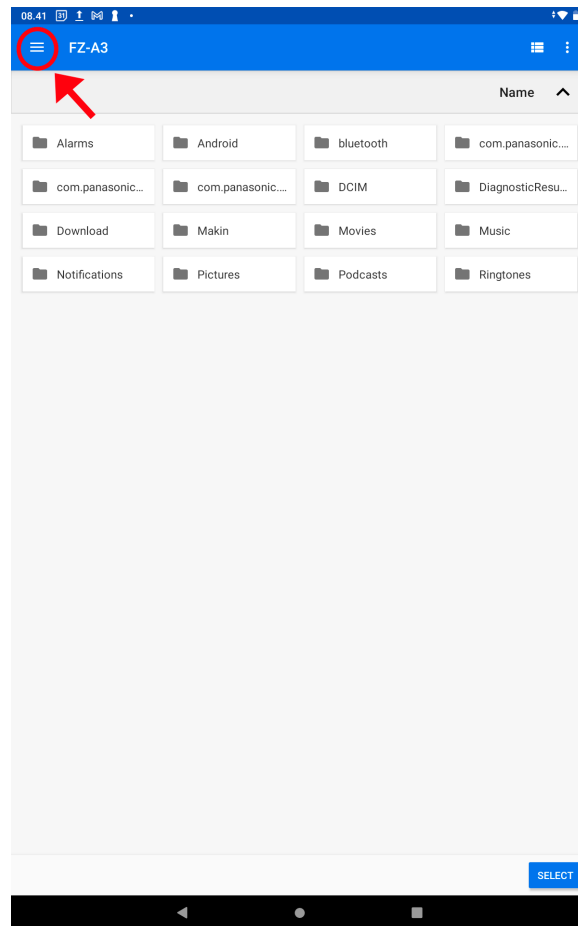 08.41 31
FZ-A3
Name
Alarms Android bluetooth com.panasonic....
com.panasonic... com.panasonic.... DCIM DiagnosticResu...
Download Makin Movies Music
Notifications Pictures Podcasts Ringtones
SELECT